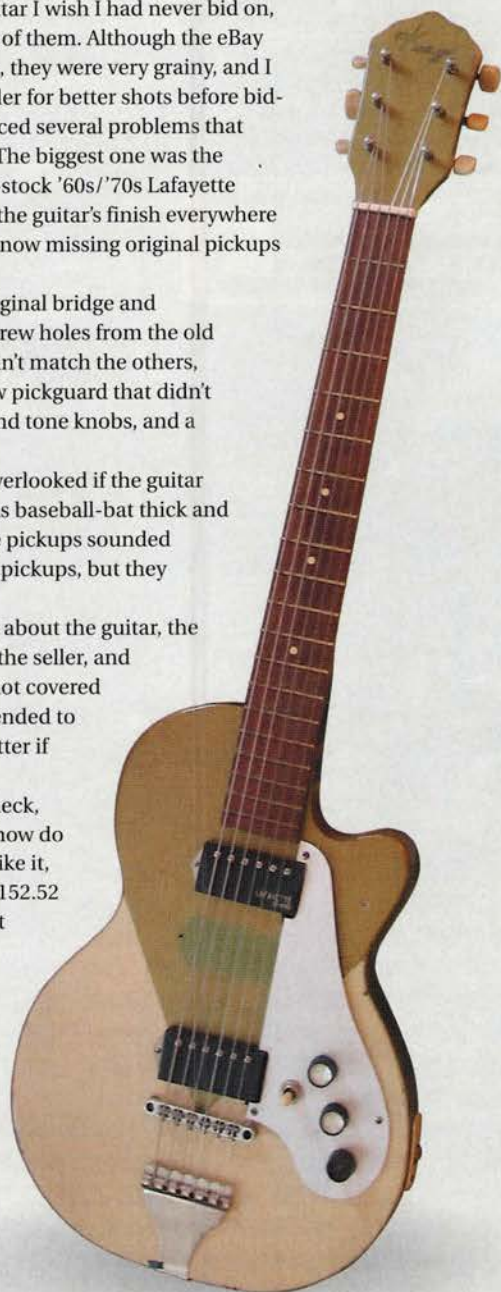 tar I wish I had never bid on,
of them. Although the eBay
, they were very grainy, and I
ler for better shots before bid-
ced several problems that
The biggest one was the
stock '60s/'70s Lafayette
the guitar's finish everywhere
now missing original pickups
ginal bridge and
rew holes from the old
n't match the others,
w pickguard that didn't
nd tone knobs, and a
verlooked if the guitar
s baseball-bat thick and
e pickups sounded
pickups, but they
about the guitar, the
the seller, and
not covered
ended to
tter if
neck,
how do
ike it,
152.52
t
LAFAYETTE